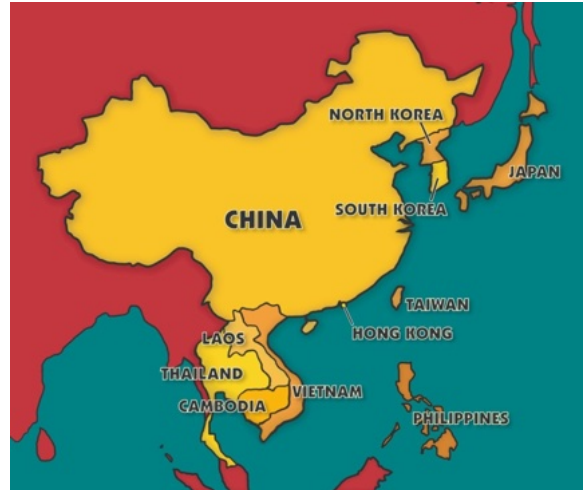 NORTH KOREA
JAPAN
SOUTH KOREA
CHINA
TAIWAN
HONG KONG
LAOS
THAILAND
VIETNAM
CAMBODIA
PHILIPPINES